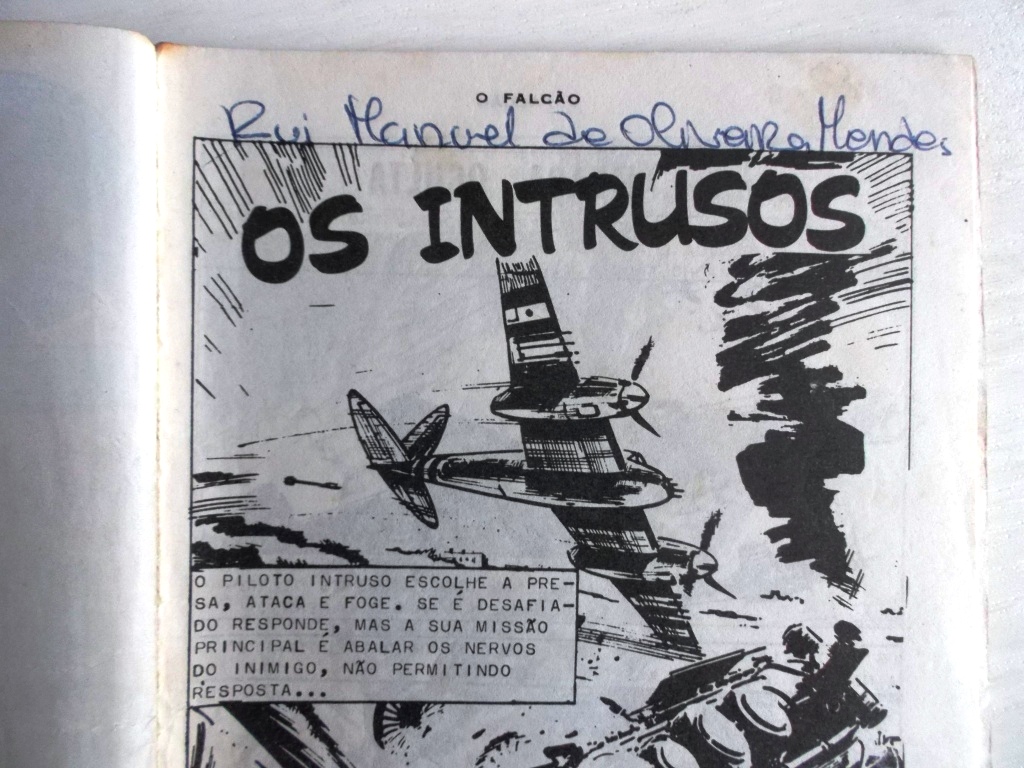 O FALCÃO
Rui Manuel de Oliveira Mendes
OS INTRUSOS
O PILOTO INTRUSO ESCOLHE A PRE-
SA, ATACA E FOGE. SE É DESAFIA-
DO RESPONDE, MAS A SUA MISSÃO
PRINCIPAL É ABALAR OS NERVOS
DO INIMIGO, NÃO PERMITINDO
RESPOSTA...